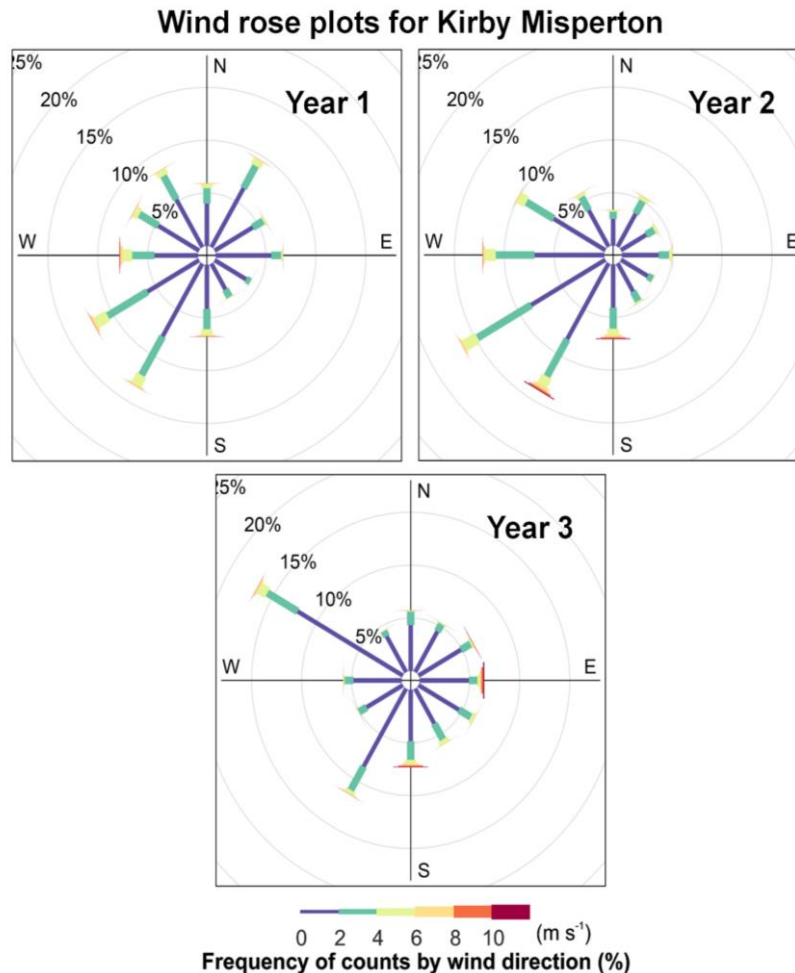 Wind rose plots for Kirby Misperton
25%
N
Year 1
20%
15%
10%
5%
W
E
S
25%
N
Year 2
20%
15%
10%
5%
W
E
S
25%
N
Year 3
20%
15%
10%
5%
W
E
S
0 2 4 6 8 10 (m s⁻¹)
Frequency of counts by wind direction (%)